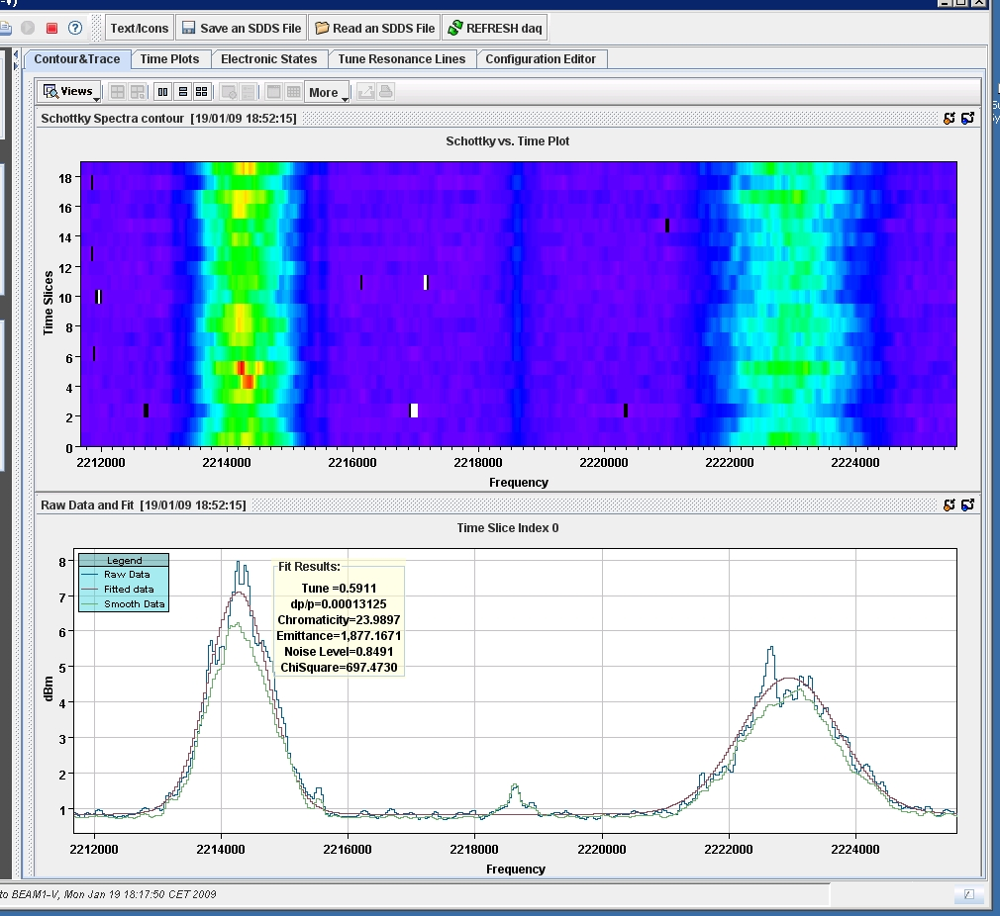 -V)
Text/Icons Save an SDDS File Read an SDDS File REFRESH daq
Contour&Trace Time Plots Electronic States Tune Resonance Lines Configuration Editor
Views More
Schottky Spectra contour [19/01/09 18:52:15]
Schottky vs. Time Plot
Time Slices
18
16
14
12
10
8
6
4
2
0
2212000 2214000 2216000 2218000 2220000 2222000 2224000
Frequency
Raw Data and Fit [19/01/09 18:52:15]
Time Slice Index 0
Legend
Raw Data
Fitted data
Smooth Data
Fit Results:
Tune =0.5911
dp/p=0.00013125
Chromaticity=23.9897
Emittance=1,877.1671
Noise Level=0.8491
ChiSquare=697.4730
dBm
8
7
6
5
4
3
2
1
2212000 2214000 2216000 2218000 2220000 2222000 2224000
Frequency
to BEAM1-V, Mon Jan 19 18:17:50 CET 2009